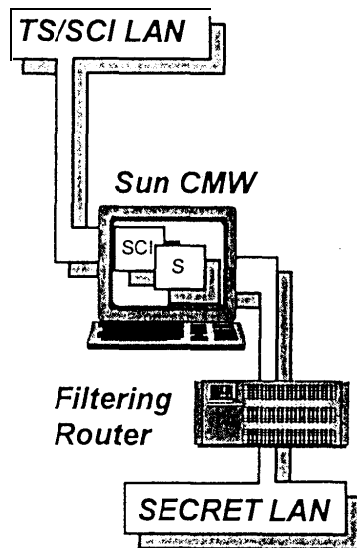 TS/SCI LAN
Sun CMW
SCI
S
Filtering
Router
SECRET LAN